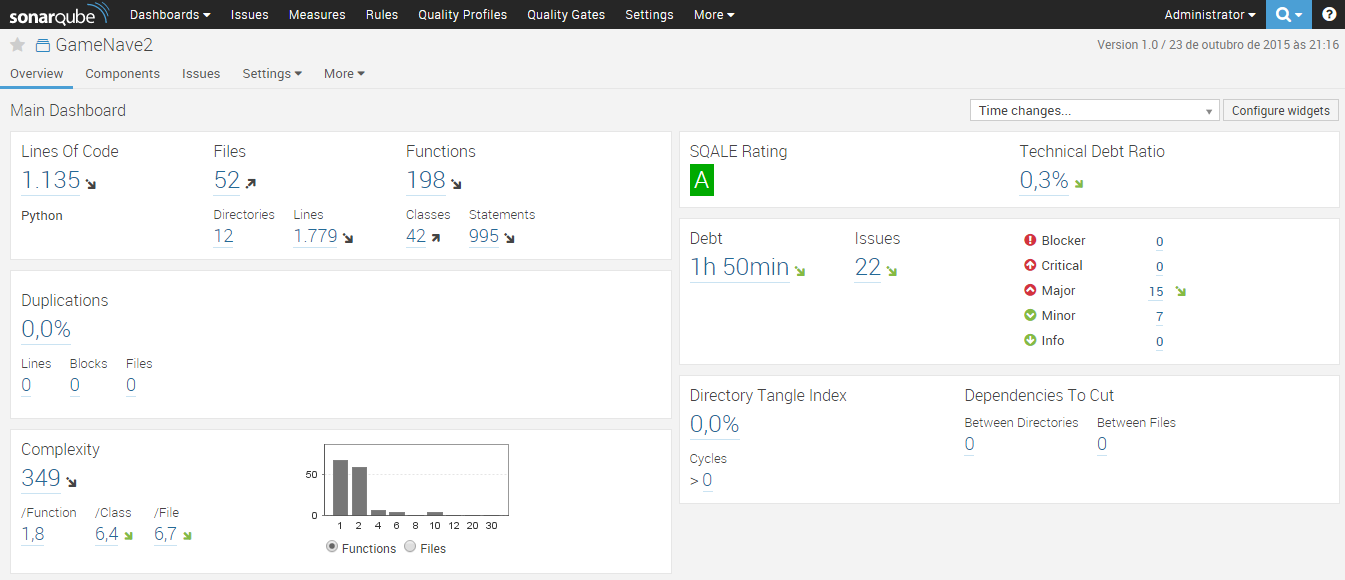 sonarqube Dashboards Issues Measures Rules Quality Profiles Quality Gates Settings More Administrator ?
GameNave2 Version 1.0 / 23 de outubro de 2015 às 21:16
Overview Components Issues Settings More
Main Dashboard Time changes... Configure widgets
Lines Of Code Files Functions
1.135 52 198
Python
Directories Lines Classes Statements
12 1.779 42 995
Duplications
0,0%
Lines Blocks Files
0 0 0
Complexity
349
/Function /Class /File
1,8 6,4 6,7
50
0
1 2 4 6 8 10 12 20 30
Functions Files
SQALE Rating Technical Debt Ratio
A 0,3%
Debt Issues
1h 50min 22
Blocker 0
Critical 0
Major 15
Minor 7
Info 0
Directory Tangle Index Dependencies To Cut
0,0%
Between Directories Between Files
0 0
Cycles
> 0